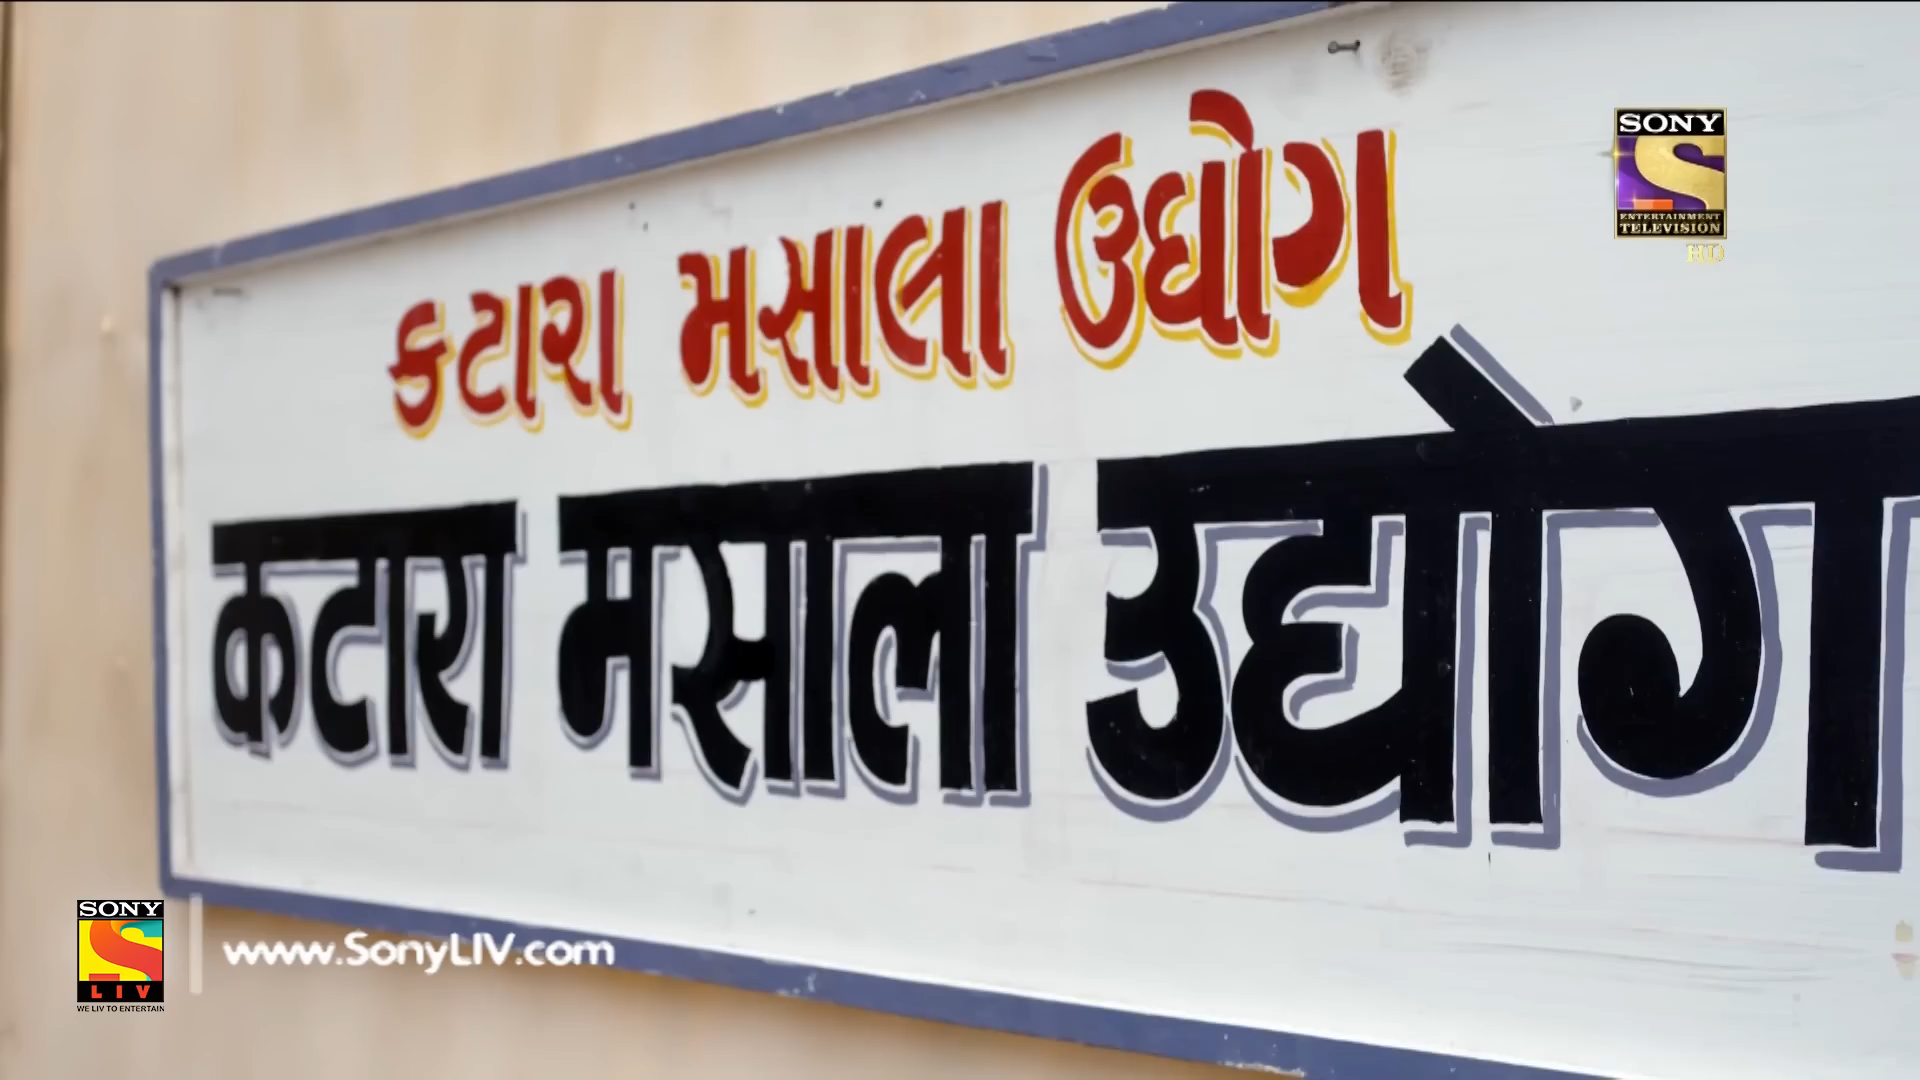 SONY
ENTERTAINMENT
TELEVISION
HD
કટારા મસાલા ઉદ્યોગ
कटारा मसाला उद्योग
SONY
LIV
WE LIV TO ENTERTAIN
www.SonyLIV.com